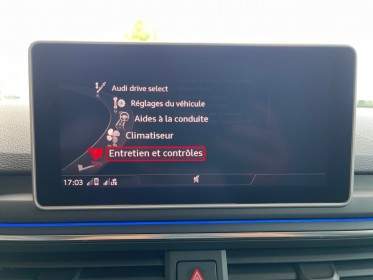 Audi drive select
Réglages du véhicule
Aides à la conduite
Climatiseur
Entretien et contrôles
17:03